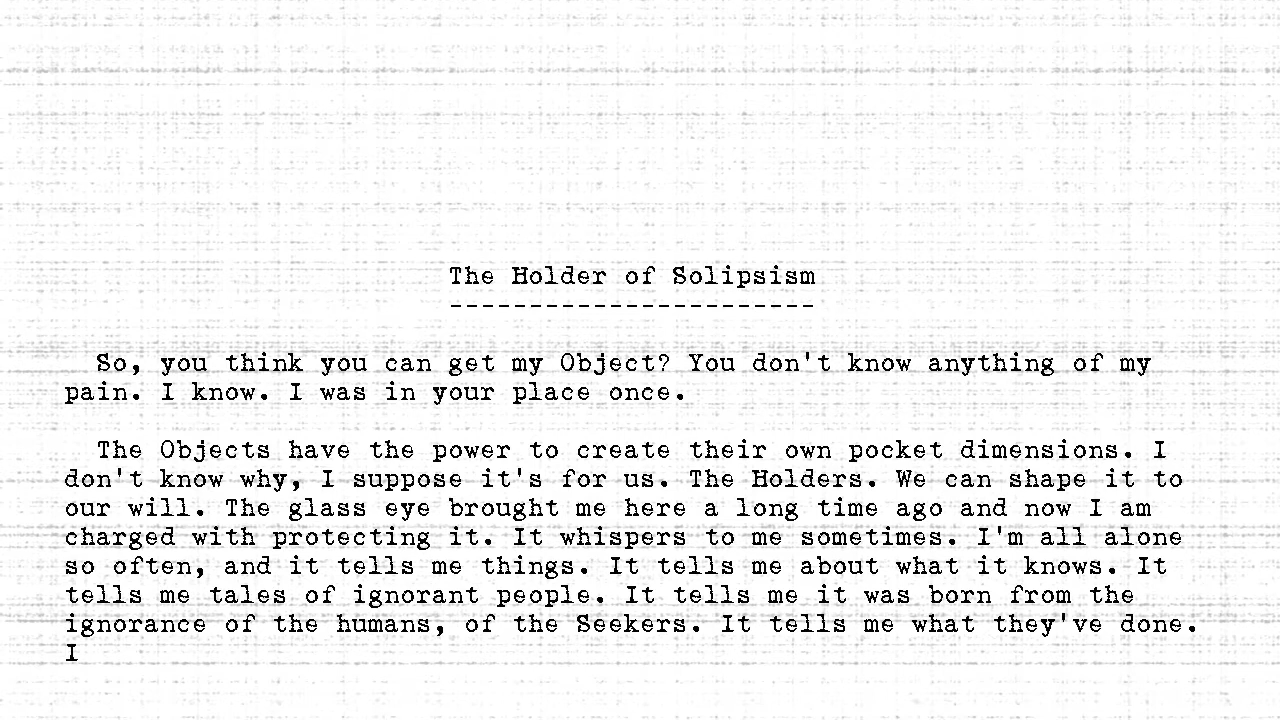 The Holder of Solipsism
-----------------------
So, you think you can get my Object? You don't know anything of my
pain. I know. I was in your place once.
The Objects have the power to create their own pocket dimensions. I
don't know why, I suppose it's for us. The Holders. We can shape it to
our will. The glass eye brought me here a long time ago and now I am
charged with protecting it. It whispers to me sometimes. I'm all alone
so often, and it tells me things. It tells me about what it knows. It
tells me tales of ignorant people. It tells me it was born from the
ignorance of the humans, of the Seekers. It tells me what they've done.
I